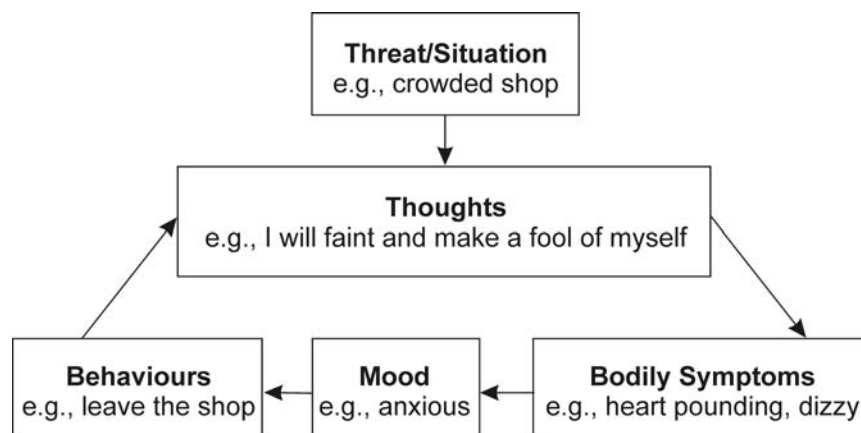 Threat/Situation
e.g., crowded shop
Thoughts
e.g., I will faint and make a fool of myself
Behaviours
e.g., leave the shop
Mood
e.g., anxious
Bodily Symptoms
e.g., heart pounding, dizzy